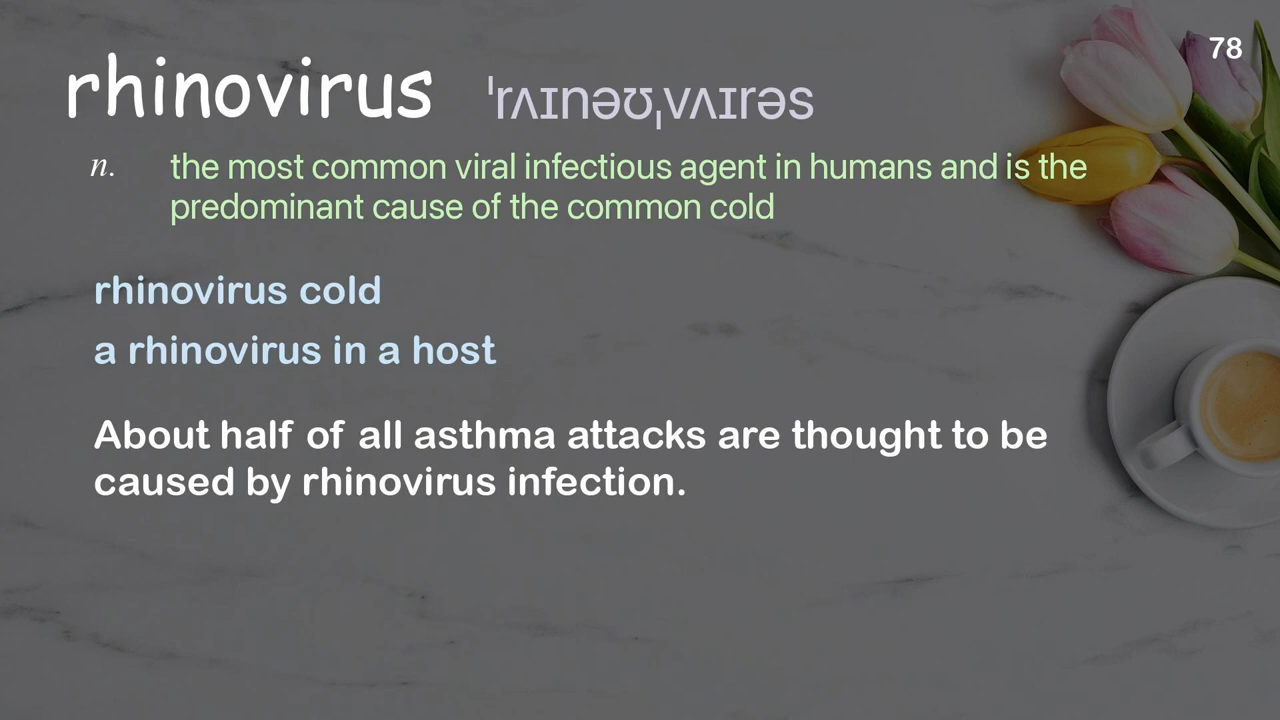 78
rhinovirus ˈrʌɪnəʊˌvʌɪrəs
n. the most common viral infectious agent in humans and is the
predominant cause of the common cold
rhinovirus cold
a rhinovirus in a host
About half of all asthma attacks are thought to be
caused by rhinovirus infection.